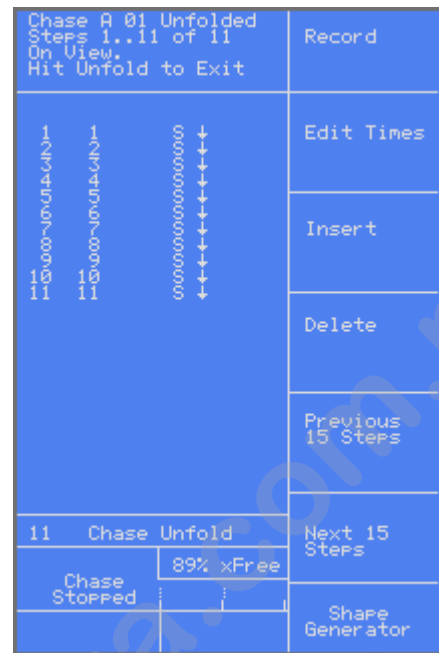 Chase A 01 Unfolded
Steps 1..11 of 11
On View.
Hit Unfold to Exit
Record
Edit Times
Insert
Delete
Previous
15 Steps
Next 15
Steps
Shape
Generator
1 1 S ↓
2 2 S ↓
3 3 S ↓
4 4 S ↓
5 5 S ↓
6 6 S ↓
7 7 S ↓
8 8 S ↓
9 9 S ↓
10 10 S ↓
11 11 S ↓
11 Chase Unfold
89% xFree
Chase
Stopped